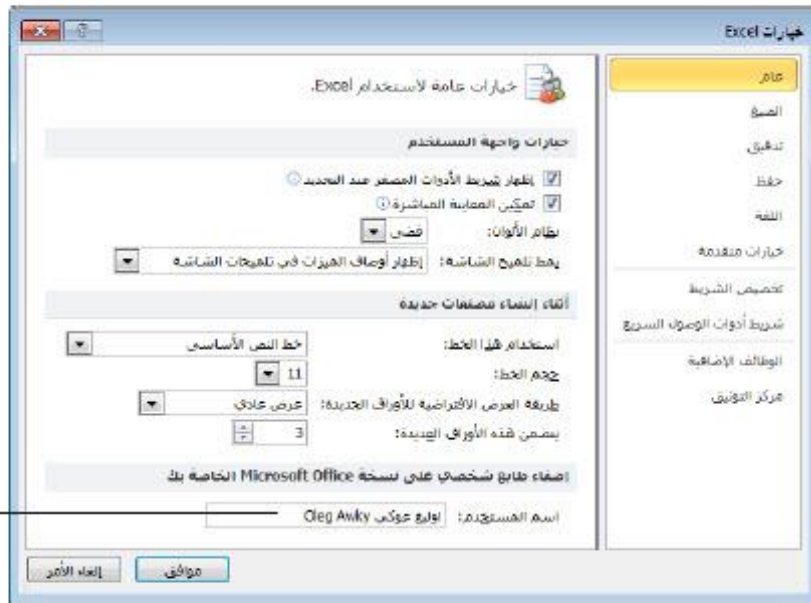 خيارات Excel
عام
الصيغ
تدقيق
حفظ
اللغة
خيارات متقدمة
تخصيص الشريط
شريط أدوات الوصول السريع
الوظائف الإضافية
مركز التوثيق
خيارات عامة لاستخدام Excel.
خيارات واجهة المستخدم
إظهار شريط الأدوات المصغر عند التحديد
تمكين المعاينة المباشرة
نظام الألوان: فضي
نمط تلميح الشاشة: إظهار أوصاف الميزات في تلميحات الشاشة
أثناء إنشاء مصنفات جديدة
استخدام هذا الخط: خط النص الأساسي
حجم الخط: 11
طريقة العرض الافتراضية للأوراق الجديدة: عرض عادي
تضمين هذه الأوراق العديدة: 3
إضفاء طابع شخصي على نسخة Microsoft Office الخاصة بك
اسم المستخدم: اوليغ عوكي Oleg Awky
موافق
إلغاء الأمر